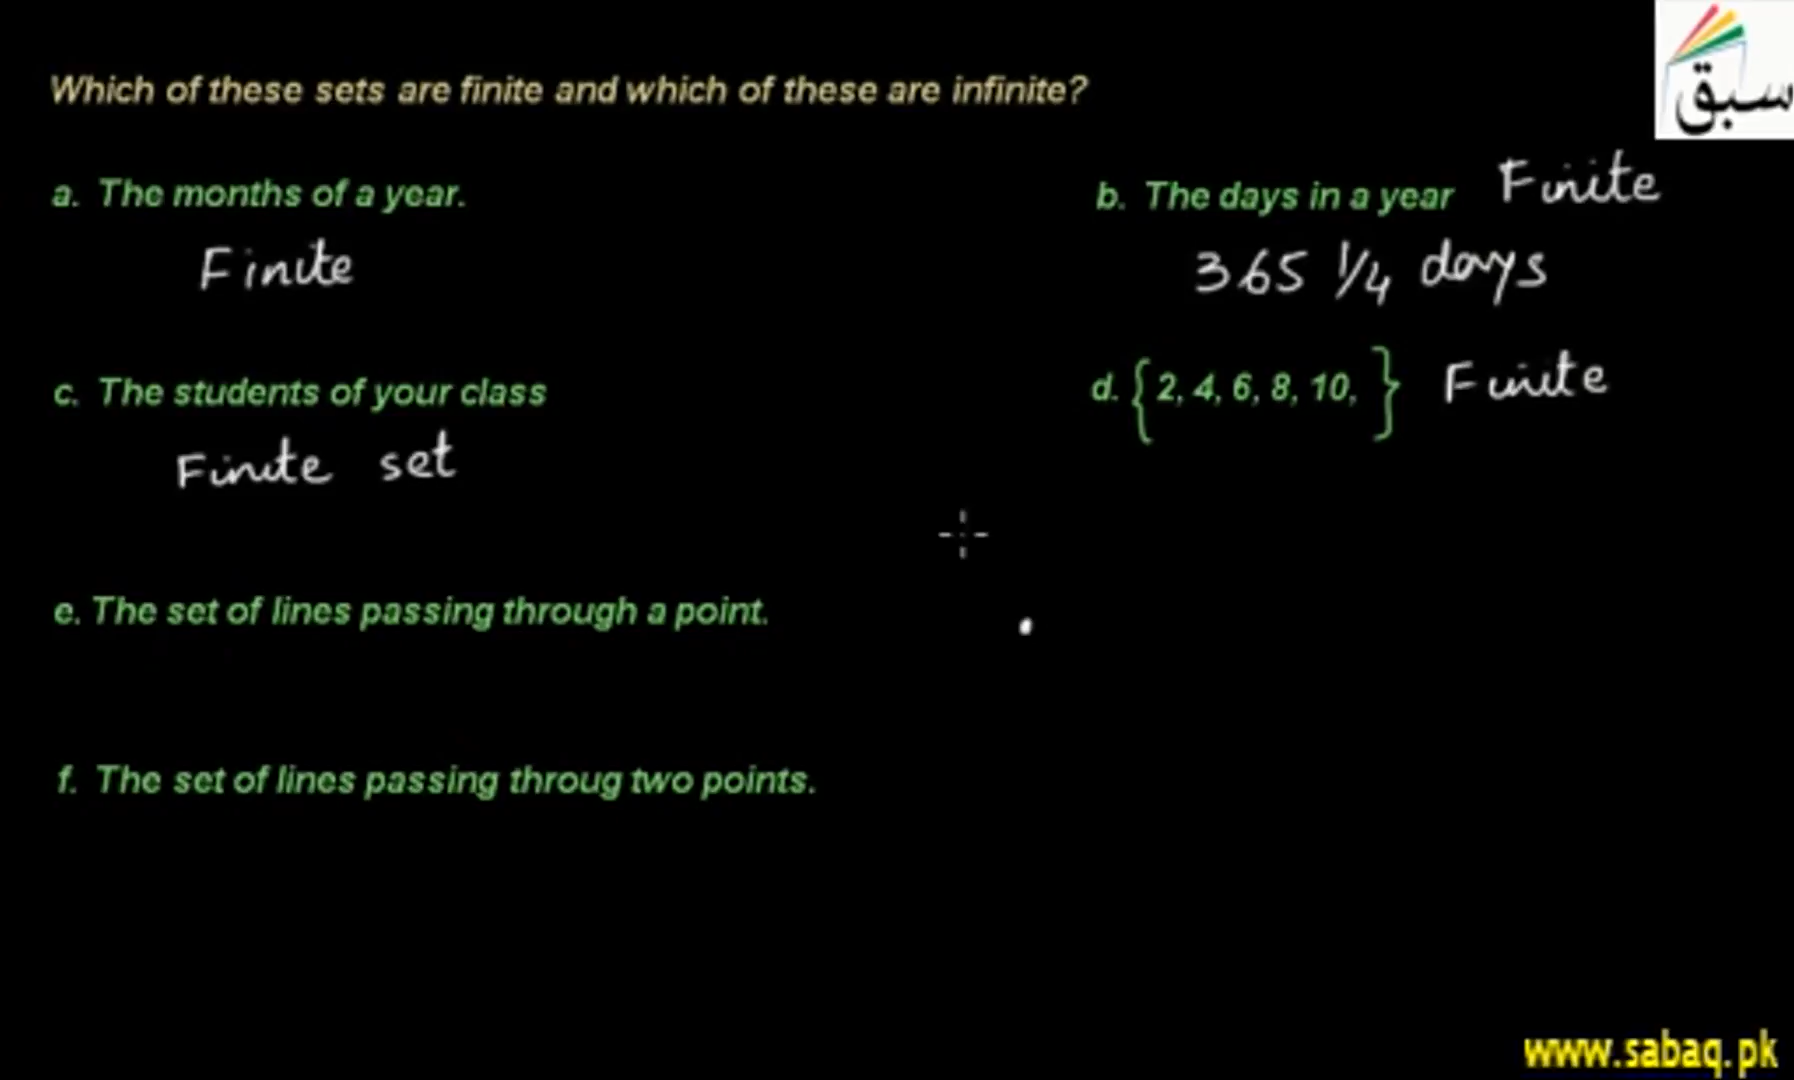 سبق
Which of these sets are finite and which of these are infinite?
a. The months of a year.
Finite
b. The days in a year Finite
365 1/4 days
c. The students of your class
Finite set
d. {2, 4, 6, 8, 10, } Finite
e. The set of lines passing through a point.
f. The set of lines passing throug two points.
www.sabaq.pk